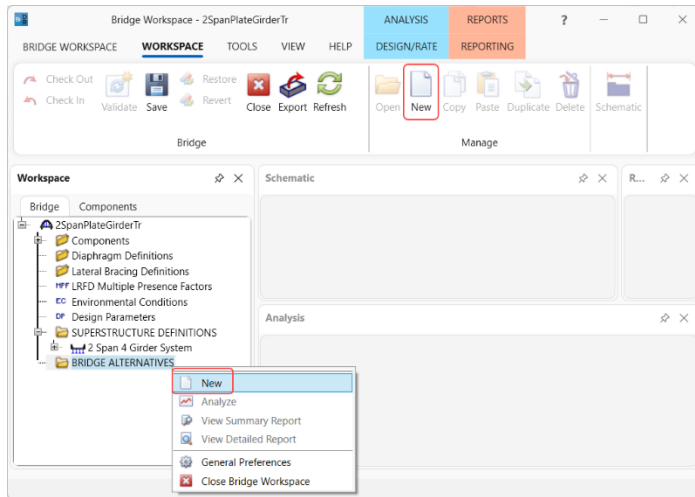 Bridge Workspace - 2SpanPlateGirderTr
ANALYSIS
REPORTS
?
BRIDGE WORKSPACE
WORKSPACE
TOOLS
VIEW
HELP
DESIGN/RATE
REPORTING
Check Out
Check In
Validate
Save
Restore
Revert
Close
Export
Refresh
Open
New
Copy
Paste
Duplicate
Delete
Schematic
Bridge
Manage
Workspace
Schematic
R...
Bridge
Components
2SpanPlateGirderTr
Components
Diaphragm Definitions
Lateral Bracing Definitions
MPF LRFD Multiple Presence Factors
EC Environmental Conditions
DP Design Parameters
SUPERSTRUCTURE DEFINITIONS
2 Span 4 Girder System
BRIDGE ALTERNATIVES
Analysis
New
Analyze
View Summary Report
View Detailed Report
General Preferences
Close Bridge Workspace